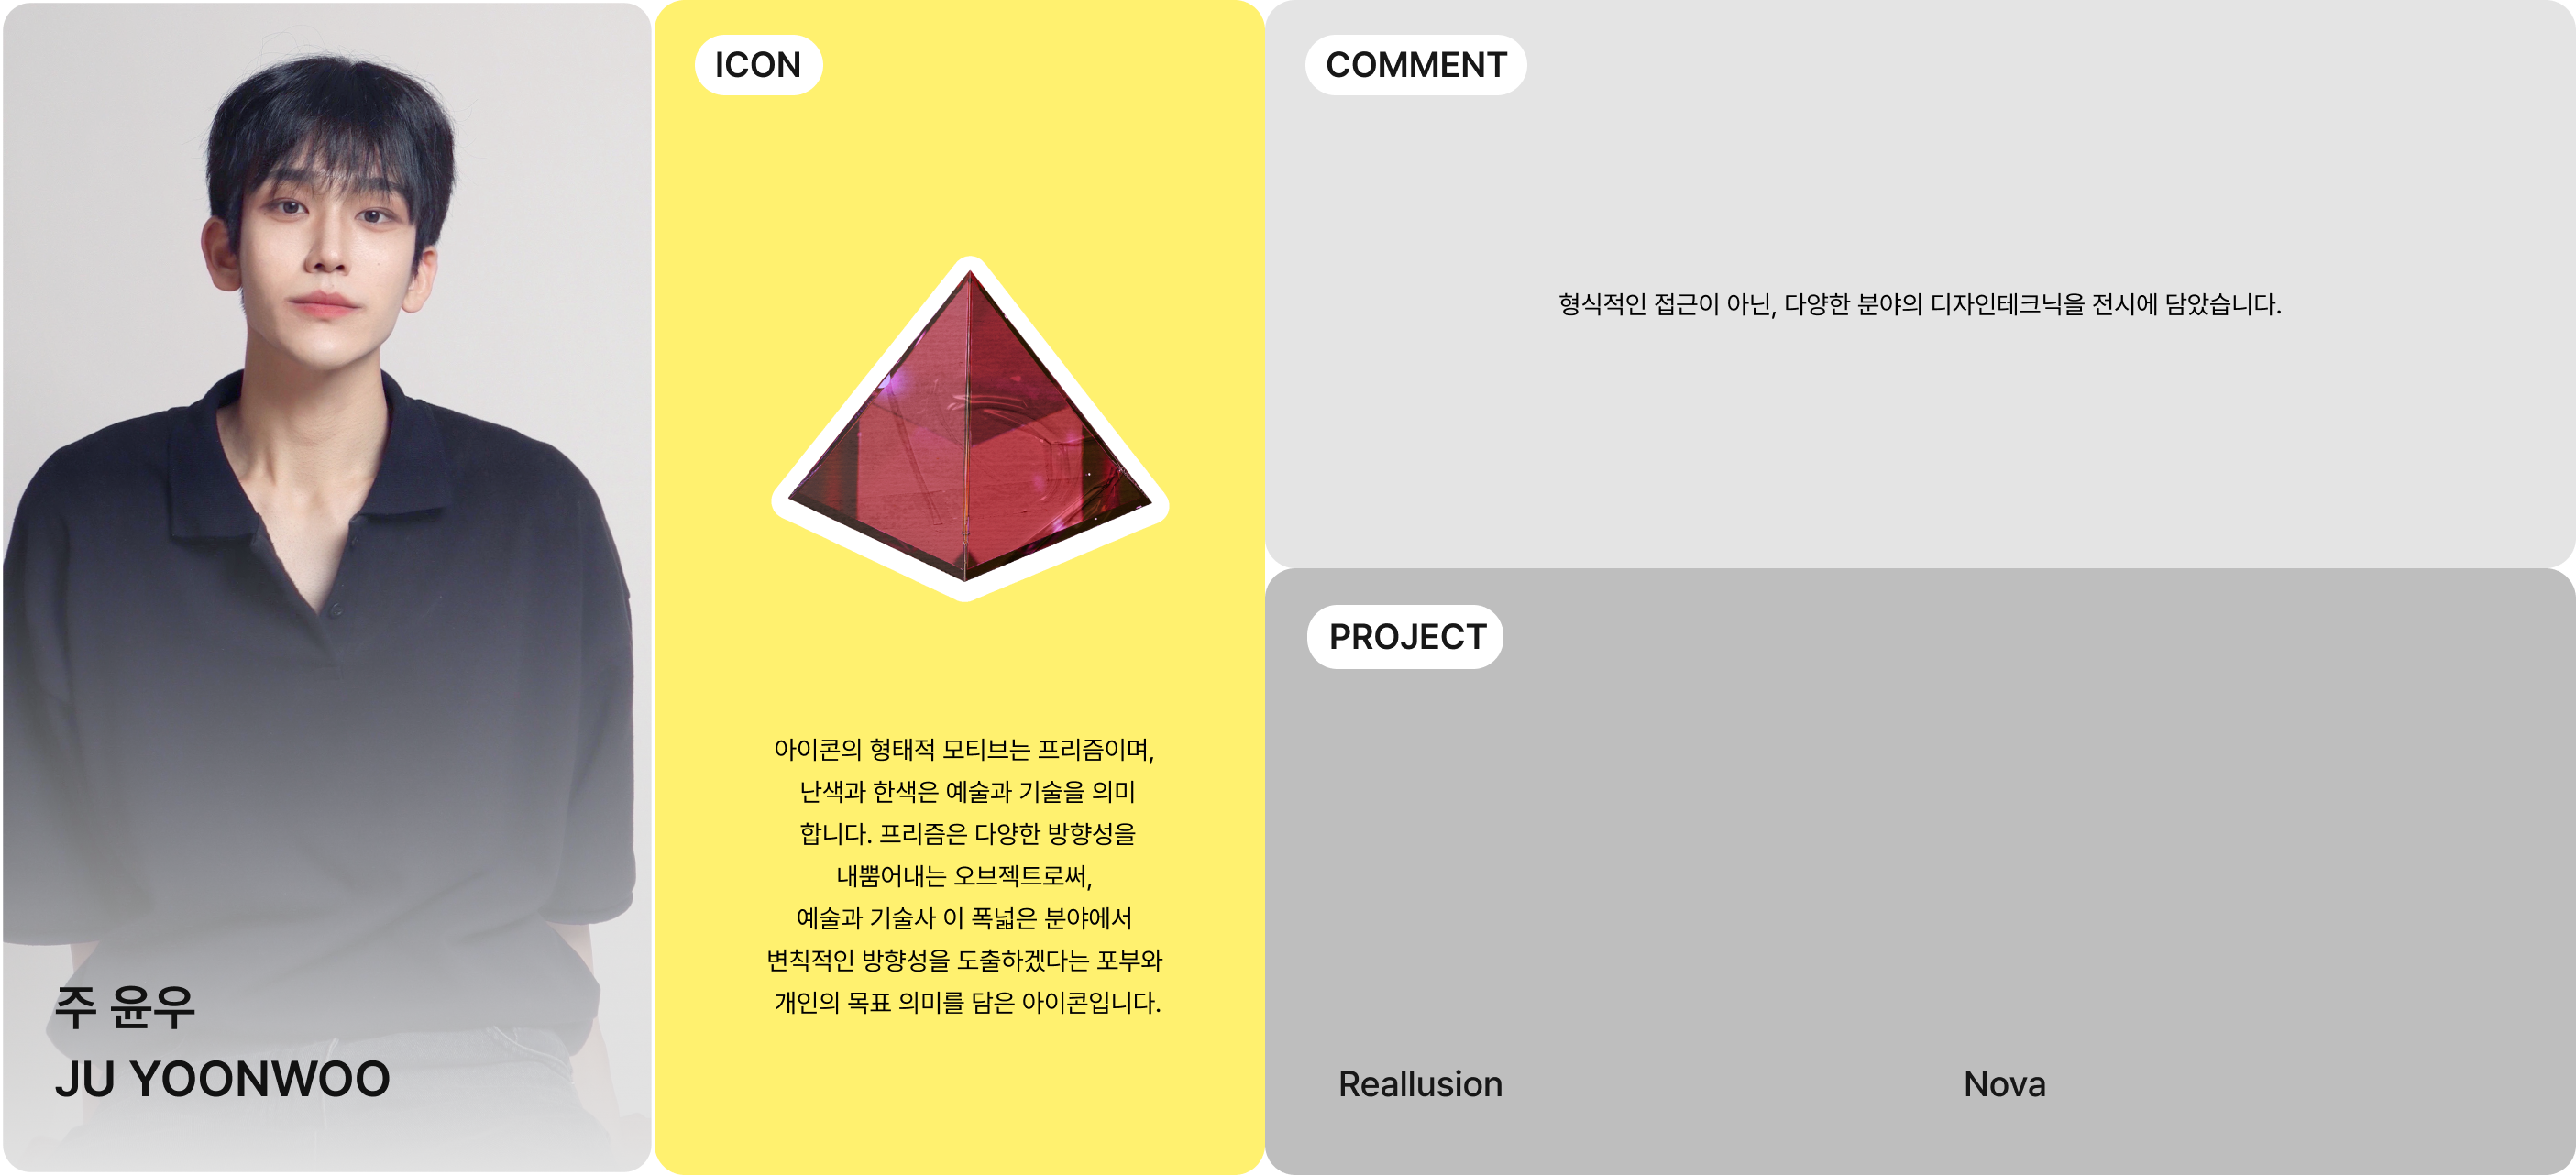 주 윤우
JU YOONWOO
ICON
아이콘의 형태적 모티브는 프리즘이며,
난색과 한색은 예술과 기술을 의미
합니다. 프리즘은 다양한 방향성을
내뿜어내는 오브젝트로써,
예술과 기술사 이 폭넓은 분야에서
변칙적인 방향성을 도출하겠다는 포부와
개인의 목표 의미를 담은 아이콘입니다.
COMMENT
형식적인 접근이 아닌, 다양한 분야의 디자인테크닉을 전시에 담았습니다.
PROJECT
Reallusion
Nova